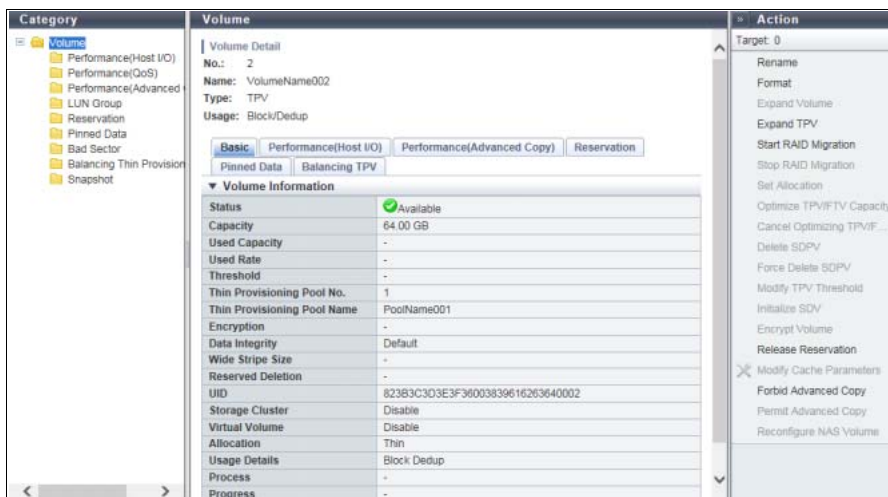 Category
Volume
Performance(Host I/O)
Performance(QoS)
Performance(Advanced
LUN Group
Reservation
Pinned Data
Bad Sector
Balancing Thin Provision
Snapshot
Volume
Volume Detail
No.: 2
Name: VolumeName002
Type: TPV
Usage: Block/Dedup
Basic Performance(Host I/O) Performance(Advanced Copy) Reservation
Pinned Data Balancing TPV
▼ Volume Information
Status Available
Capacity 64.00 GB
Used Capacity -
Used Rate -
Threshold -
Thin Provisioning Pool No. 1
Thin Provisioning Pool Name PoolName001
Encryption -
Data Integrity Default
Wide Stripe Size -
Reserved Deletion -
UID 823B3C3D3E3F36003839616263640002
Storage Cluster Disable
Virtual Volume Disable
Allocation Thin
Usage Details Block Dedup
Process -
Progress -
» Action
Target: 0
Rename
Format
Expand Volume
Expand TPV
Start RAID Migration
Stop RAID Migration
Set Allocation
Optimize TPV/FTV Capacity
Cancel Optimizing TPV/F...
Delete SDPV
Force Delete SDPV
Modify TPV Threshold
Initialize SDV
Encrypt Volume
Release Reservation
Modify Cache Parameters
Forbid Advanced Copy
Permit Advanced Copy
Reconfigure NAS Volume